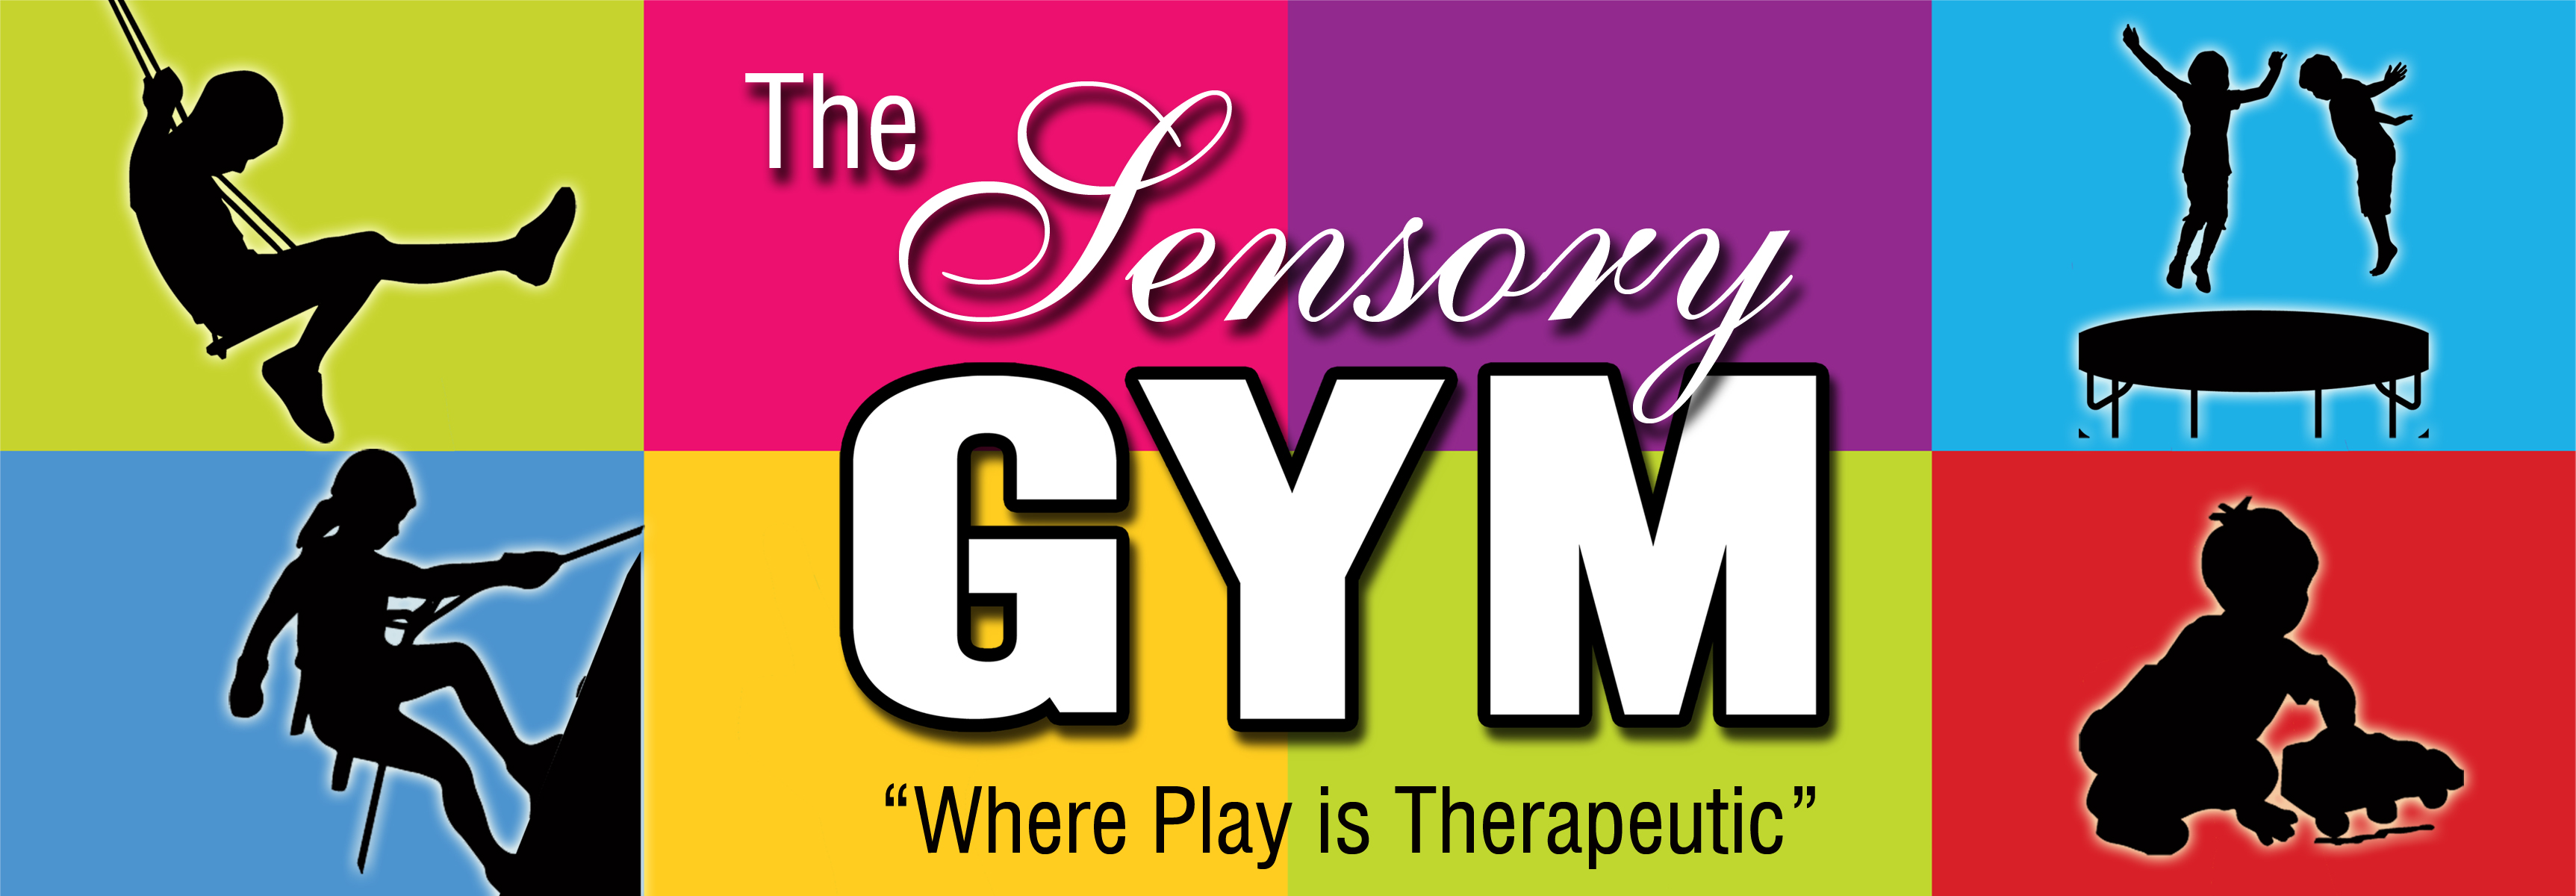 The
Sensory
GYM
“Where Play is Therapeutic”